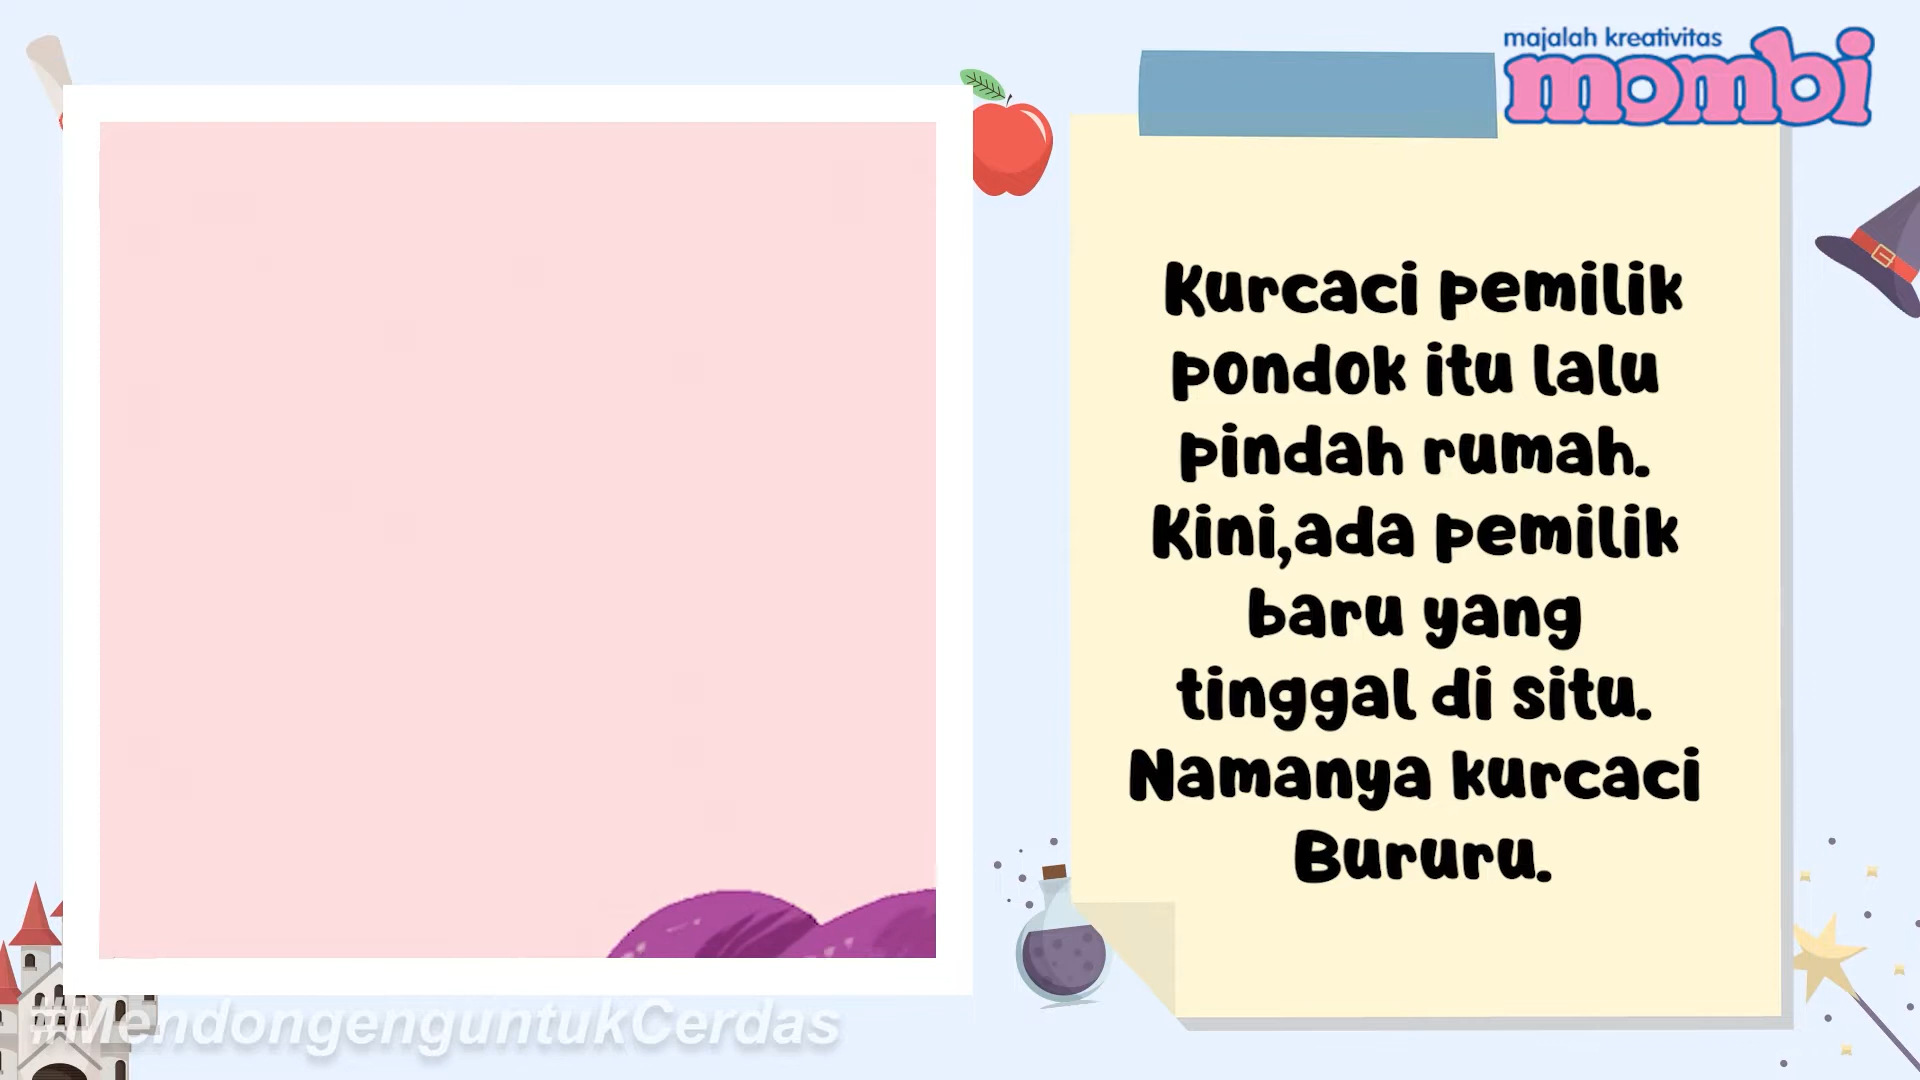 majalah kreativitas
mombi
Kurcaci pemilik
pondok itu lalu
pindah rumah.
Kini,ada pemilik
baru yang
tinggal di situ.
Namanya kurcaci
Bururu.
#MendongenguntukCerdas